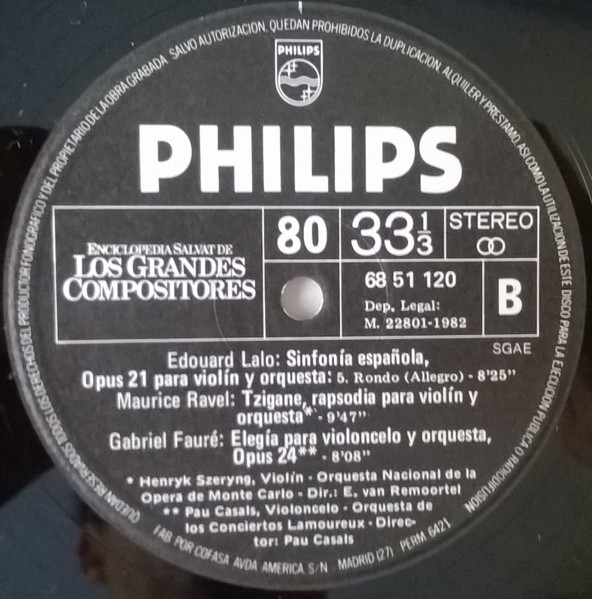 QUEDAN RESERVADOS TODOS LOS DERECHOS DEL PRODUCTOR FONOGRAFICO Y DEL PROPIETARIO DE LA OBRA GRABADA SALVO AUTORIZACION, QUEDAN PROHIBIDOS LA DUPLICACION, ALQUILER Y PRESTAMO, ASI COMO LA UTILIZACION DE ESTE DISCO PARA LA EJECUCION PUBLICA O RADIODIFUSION
PHILIPS
PHILIPS
ENCICLOPEDIA SALVAT DE
LOS GRANDES
COMPOSITORES
80
33 1/3
STEREO
68 51 120
Dep. Legal:
M. 22801-1982
B
SGAE
Edouard Lalo: Sinfonía española,
Opus 21 para violín y orquesta: 5. Rondo (Allegro) - 8'25"
Maurice Ravel: Tzigane, rapsodia para violín y
orquesta* - 9'47"
Gabriel Fauré: Elegía para violoncelo y orquesta,
Opus 24** - 8'08"
* Henryk Szeryng, Violín - Orquesta Nacional de la
Opera de Monte Carlo - Dir.: E. van Remoortel
** Pau Casals, Violoncelo - Orquesta de
los Conciertos Lamoureux - Direc-
tor: Pau Casals
FAB. POR COFASA AVDA AMERICA S/N MADRID (27) PERM. 6421